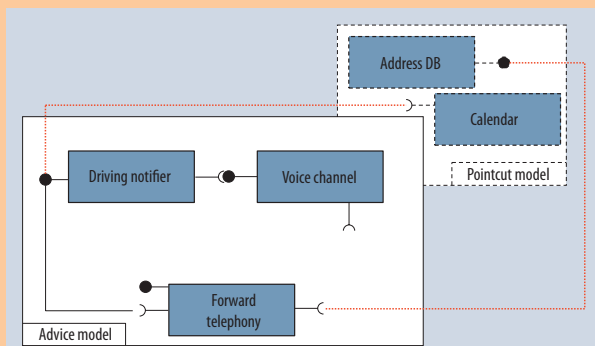 Address DB
Calendar
Pointcut model
Driving notifier
Voice channel
Forward
telephony
Advice model